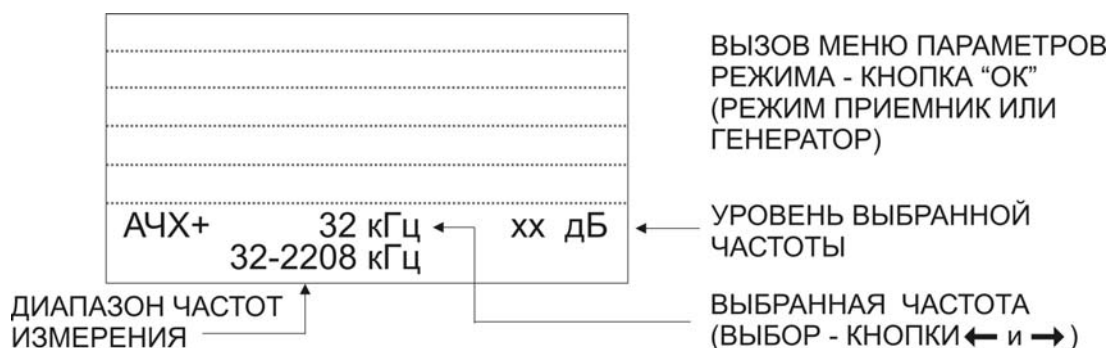 ВЫЗОВ МЕНЮ ПАРАМЕТРОВ
РЕЖИМА - КНОПКА “ОК”
(РЕЖИМ ПРИЕМНИК ИЛИ
ГЕНЕРАТОР)
АЧХ+ 32 кГц xx дБ
32-2208 кГц
УРОВЕНЬ ВЫБРАННОЙ
ЧАСТОТЫ
ДИАПАЗОН ЧАСТОТ
ИЗМЕРЕНИЯ
ВЫБРАННАЯ ЧАСТОТА
(ВЫБОР - КНОПКИ ← и →)